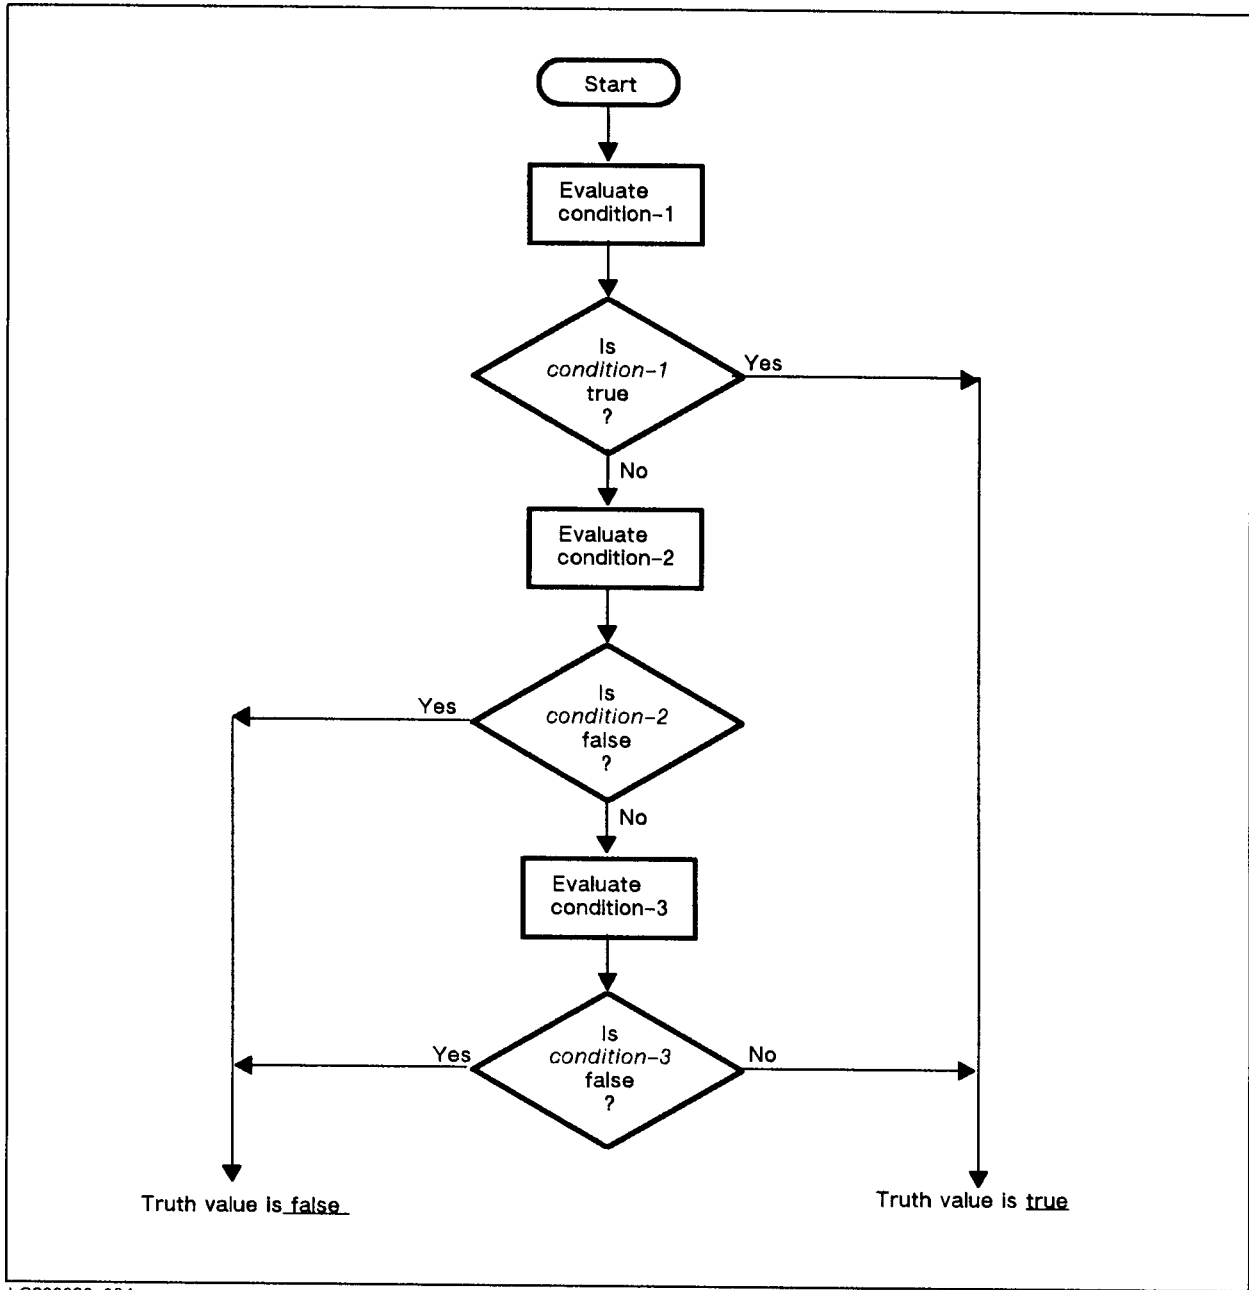 Start
Evaluate
condition-1
Is
condition-1
true
?
Yes
No
Evaluate
condition-2
Is
condition-2
false
?
Yes
No
Evaluate
condition-3
Is
condition-3
false
?
Yes
No
Truth value is false
Truth value is true